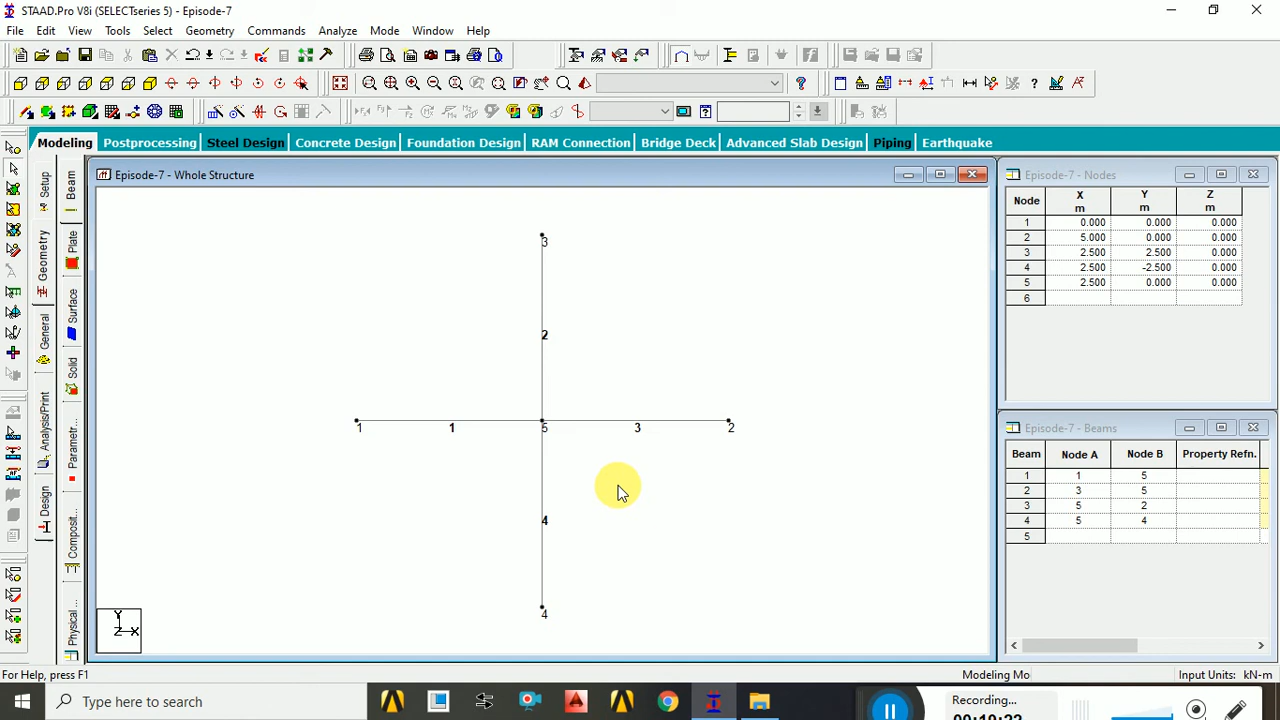 STAAD.Pro V8i (SELECTseries 5) - Episode-7
File Edit View Tools Select Geometry Commands Analyze Mode Window Help
Modeling Postprocessing Steel Design Concrete Design Foundation Design RAM Connection Bridge Deck Advanced Slab Design Piping Earthquake
Setup
Geometry
General
Analysis/Print
Design
Beam
Plate
Surface
Solid
Parametr...
Composit...
Physical ...
Episode-7 - Whole Structure
3
2
1 1 5 3 2
4
4
Y
Z X
Episode-7 - Nodes
Node X m Y m Z m
1 0.000 0.000 0.000
2 5.000 0.000 0.000
3 2.500 2.500 0.000
4 2.500 -2.500 0.000
5 2.500 0.000 0.000
6
Episode-7 - Beams
Beam Node A Node B Property Refn.
1 1 5
2 3 5
3 5 2
4 5 4
5
For Help, press F1 Modeling Mo Input Units: kN-m
Type here to search
Recording...